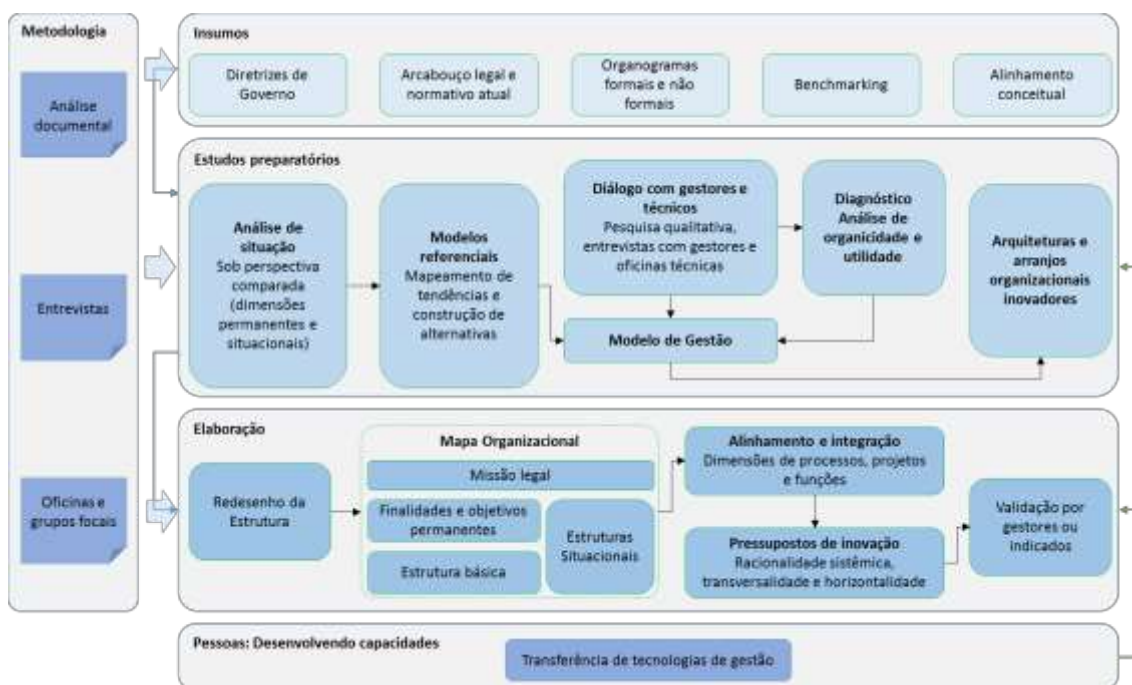 Metodologia
Análise
documental
Entrevistas
Oficinas e
grupos focais
Insumos
Diretrizes de
Governo
Arcabouço legal e
normativo atual
Organogramas
formais e não
formais
Benchmarking
Alinhamento
conceitual
Estudos preparatórios
Análise de
situação
Sob perspectiva
comparada
(dimensões
permanentes e
situacionais)
Modelos
referenciais
Mapeamento de
tendências e
construção de
alternativas
Diálogo com gestores e
técnicos
Pesquisa qualitativa,
entrevistas com gestores e
oficinas técnicas
Diagnóstico
Análise de
organicidade e
utilidade
Modelo de Gestão
Arquiteturas e
arranjos
organizacionais
inovadores
Elaboração
Redesenho da
Estrutura
Mapa Organizacional
Missão legal
Finalidades e objetivos
permanentes
Estrutura básica
Estruturas
Situacionais
Alinhamento e integração
Dimensões de processos, projetos
e funções
Pressupostos de inovação
Racionalidade sistêmica,
transversalidade e horizontalidade
Validação por
gestores ou
indicados
Pessoas: Desenvolvendo capacidades
Transferência de tecnologias de gestão